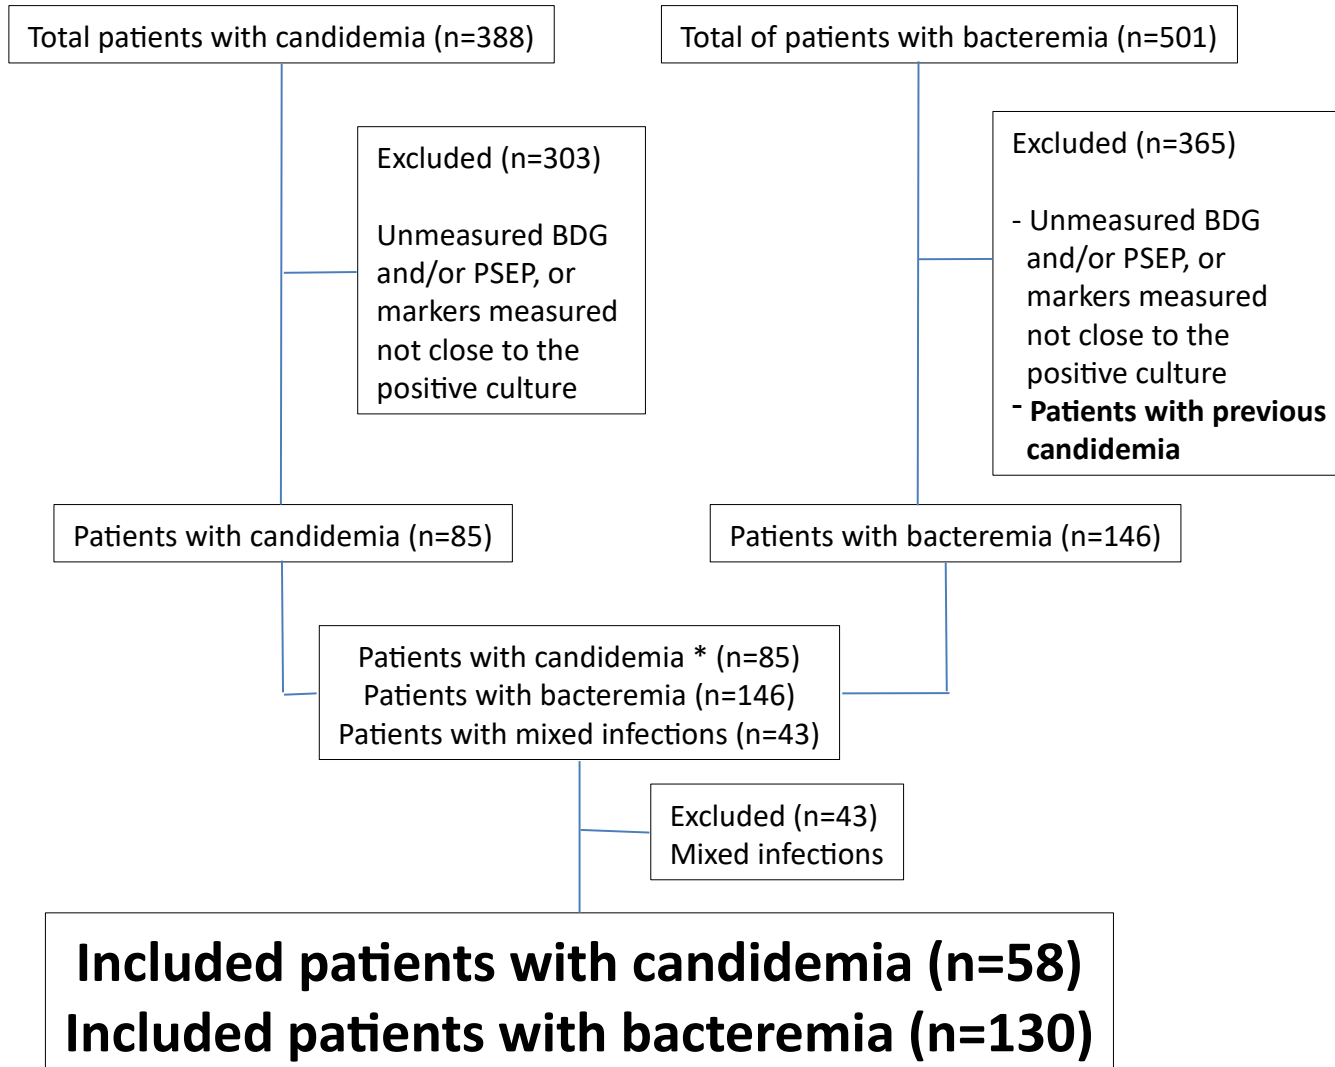 Total patients with candidemia (n=388)
Total of patients with bacteremia (n=501)
Excluded (n=303)
Unmeasured BDG
and/or PSEP, or
markers measured
not close to the
positive culture
Excluded (n=365)
- Unmeasured BDG
and/or PSEP, or
markers measured
not close to the
positive culture
- Patients with previous
candidemia
Patients with candidemia (n=85)
Patients with bacteremia (n=146)
Patients with candidemia * (n=85)
Patients with bacteremia (n=146)
Patients with mixed infections (n=43)
Excluded (n=43)
Mixed infections
Included patients with candidemia (n=58)
Included patients with bacteremia (n=130)